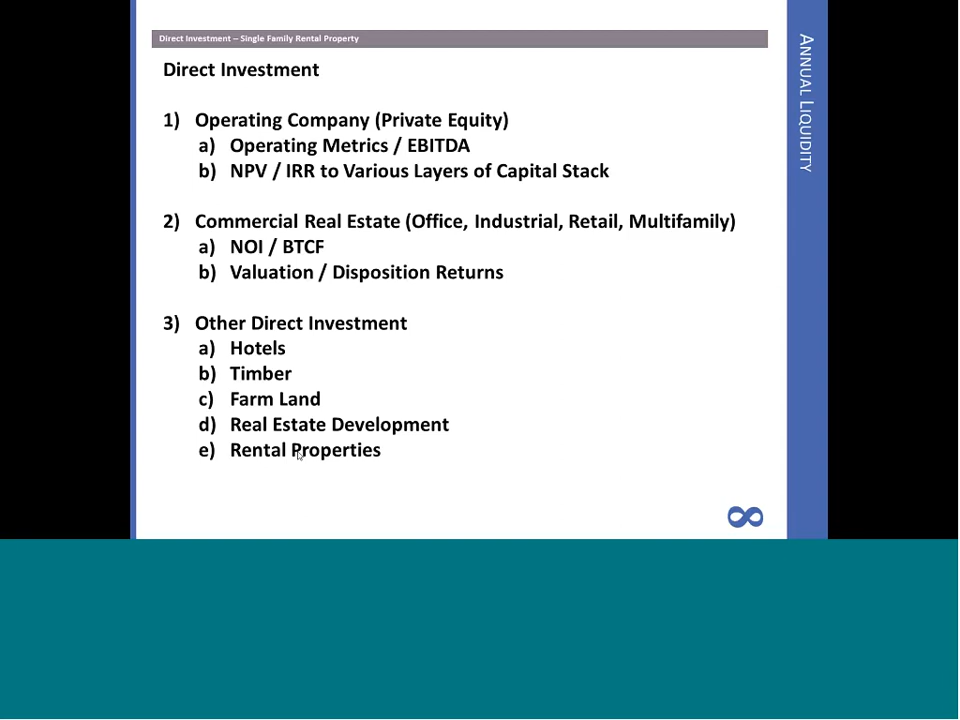 Direct Investment – Single Family Rental Property
Direct Investment
1) Operating Company (Private Equity)
a) Operating Metrics / EBITDA
b) NPV / IRR to Various Layers of Capital Stack
2) Commercial Real Estate (Office, Industrial, Retail, Multifamily)
a) NOI / BTCF
b) Valuation / Disposition Returns
3) Other Direct Investment
a) Hotels
b) Timber
c) Farm Land
d) Real Estate Development
e) Rental Properties
ANNUAL LIQUIDITY
8